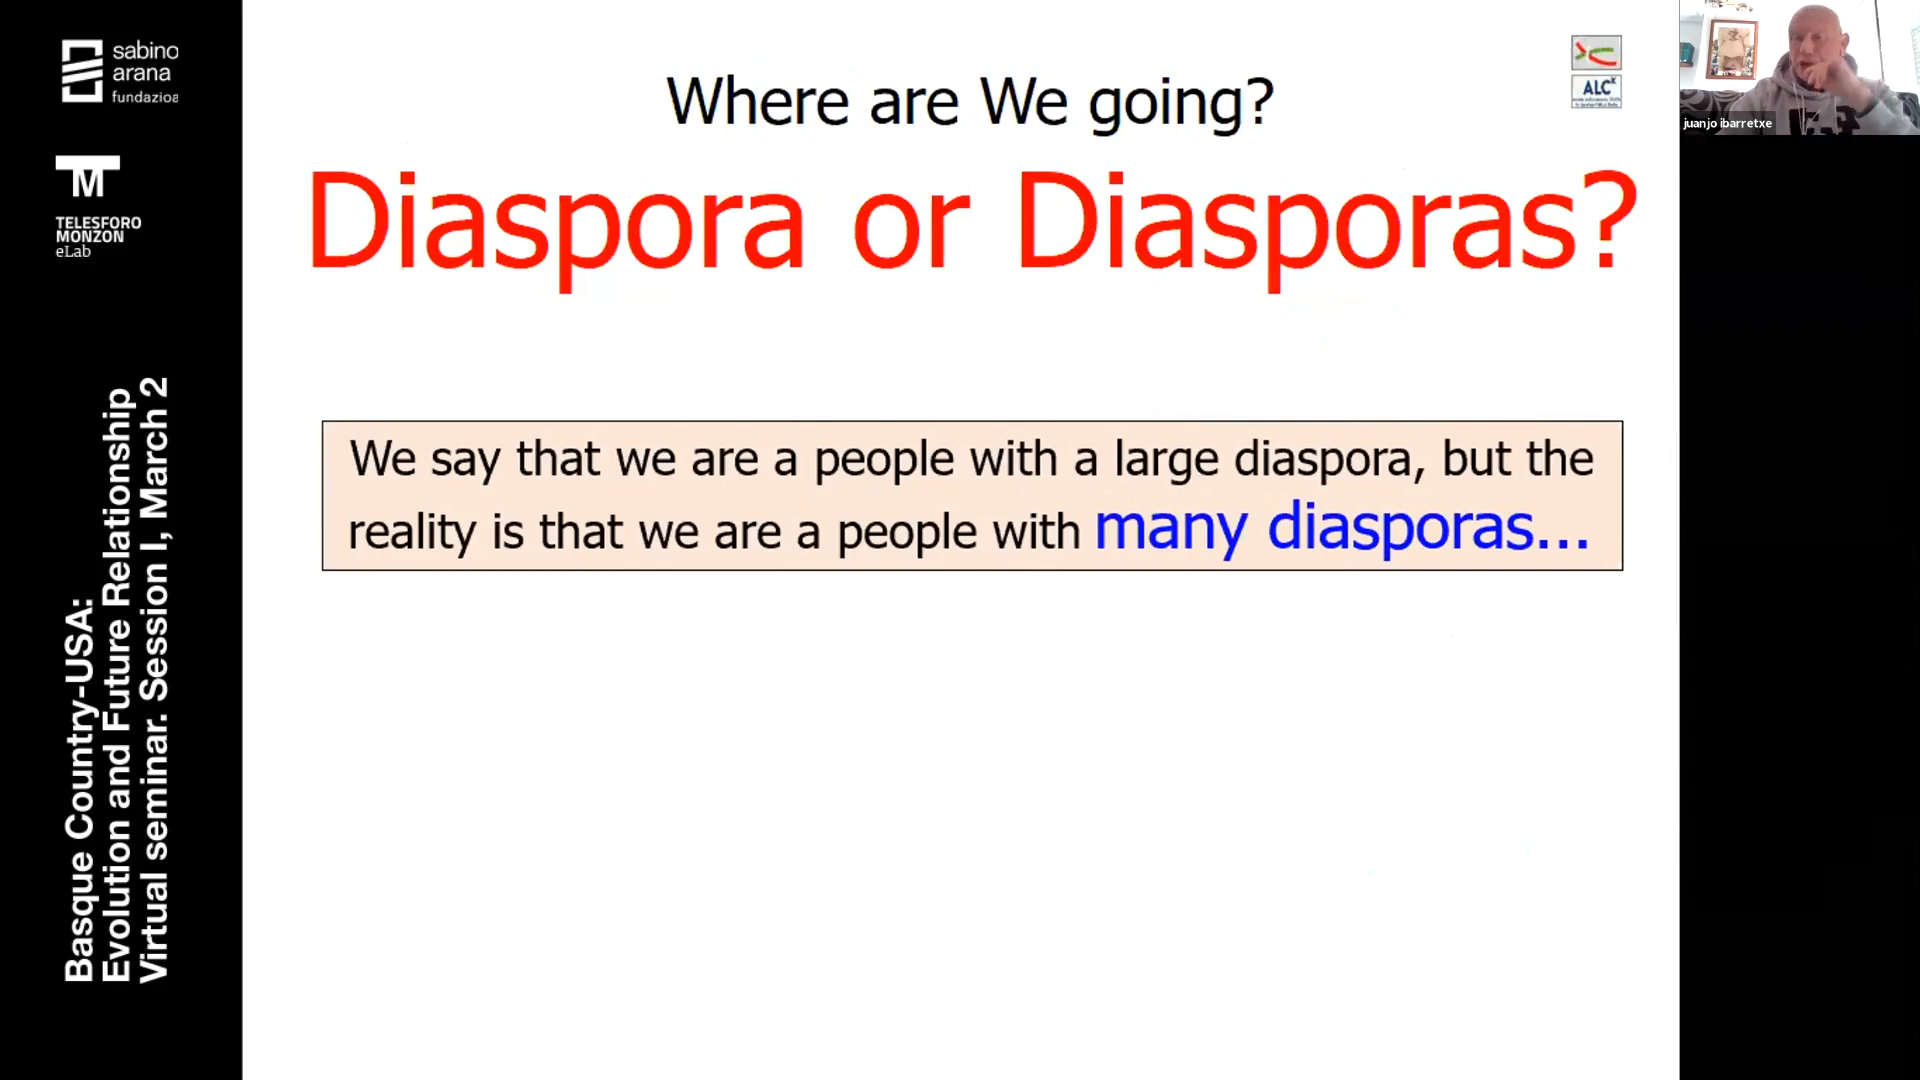 sabino
arana
fundazioa
TM
TELESFORO
MONZON
eLab
Basque Country-USA:
Evolution and Future Relationship
Virtual seminar. Session I, March 2
Where are We going?
Diaspora or Diasporas?
ALC
We say that we are a people with a large diaspora, but the
reality is that we are a people with many diasporas...
juanjo ibarretxe